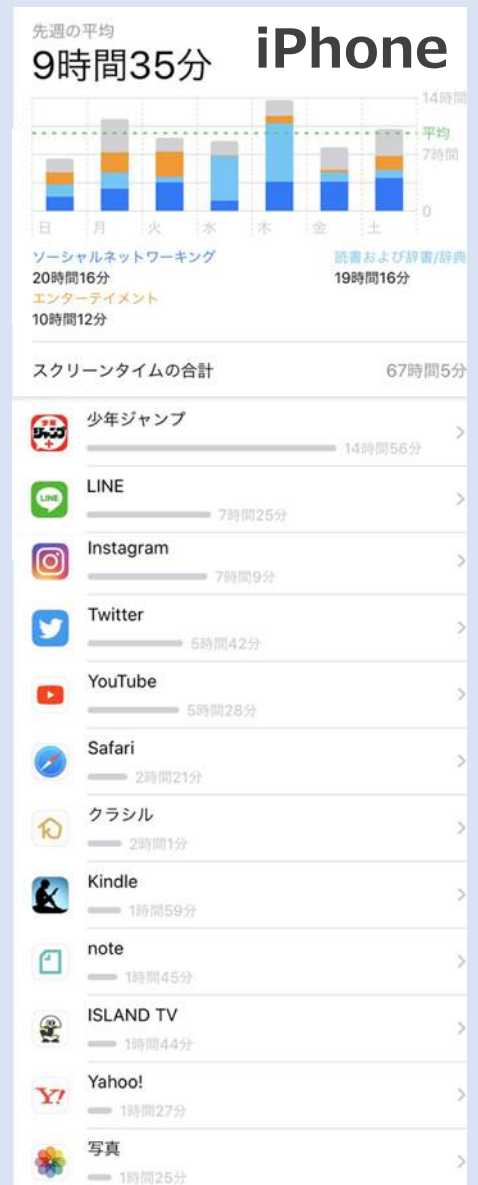 先週の平均
9時間35分
iPhone
14時間
平均
7時間
0
日 月 火 水 木 金 土
ソーシャルネットワーキング 読書および辞書/辞典
20時間16分 19時間16分
エンターテイメント
10時間12分
スクリーンタイムの合計 67時間5分
少年ジャンプ
14時間56分
LINE
7時間25分
Instagram
7時間9分
Twitter
5時間42分
YouTube
5時間28分
Safari
2時間21分
クラシル
2時間1分
Kindle
1時間59分
note
1時間45分
ISLAND TV
1時間44分
Yahoo!
1時間27分
写真
1時間25分